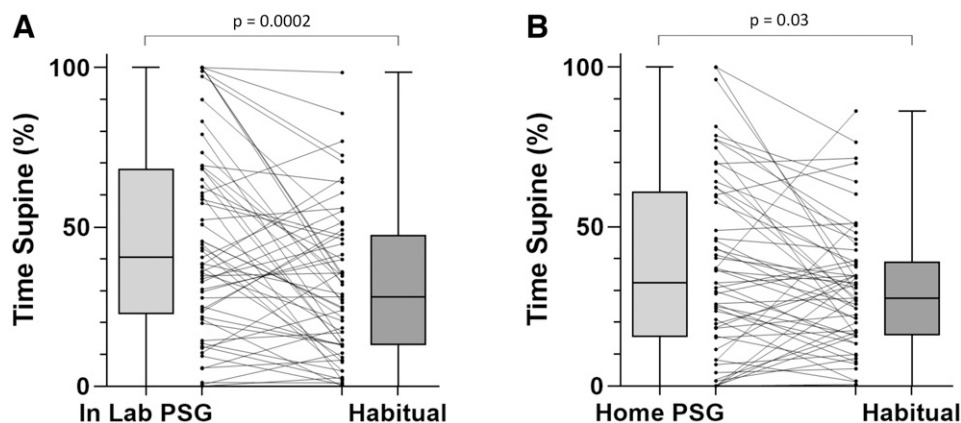 A
p = 0.0002
Time Supine (%)
100
50
0
In Lab PSG
Habitual
B
p = 0.03
Time Supine (%)
100
50
0
Home PSG
Habitual